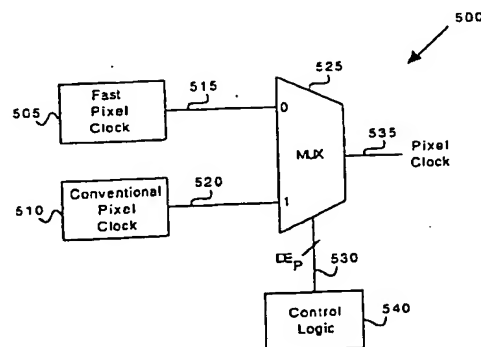 500
525
Fast
Pixel
Clock
505
515
0
MUX
535
Pixel
Clock
Conventional
Pixel
Clock
510
520
1
DEP
530
Control
Logic
540